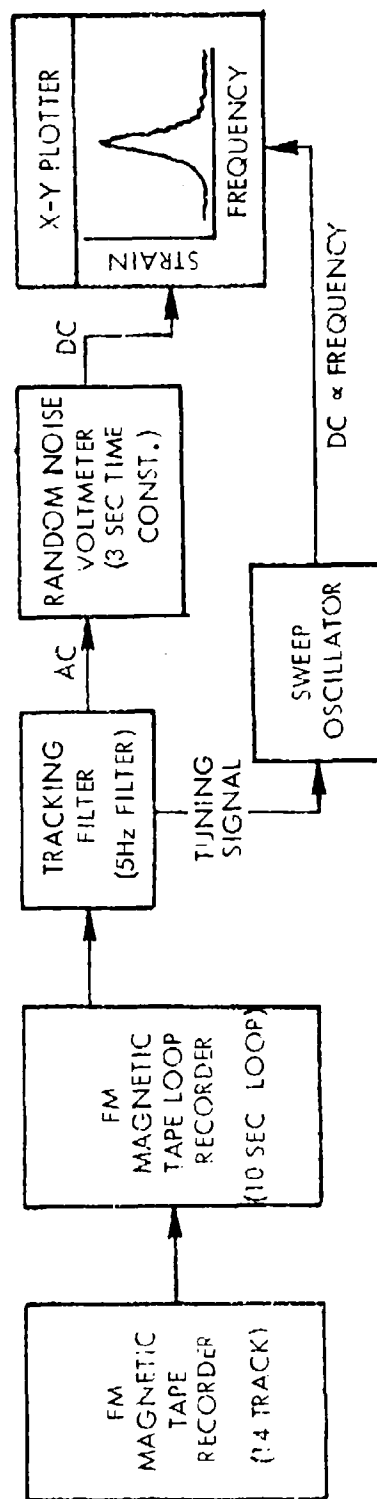 FM
MAGNETIC
TAPE
RECORDER
(14 TRACK)
FM
MAGNETIC
TAPE LOOP
RECORDER
(10 SEC LOOP)
TRACKING
FILTER
(5Hz FILTER)
AC
TUNING
SIGNAL
RANDOM NOISE
VOLTMETER
(3 SEC TIME
CONST.)
DC
SWEEP
OSCILLATOR
DC ∝ FREQUENCY
X-Y PLOTTER
STRAIN
FREQUENCY